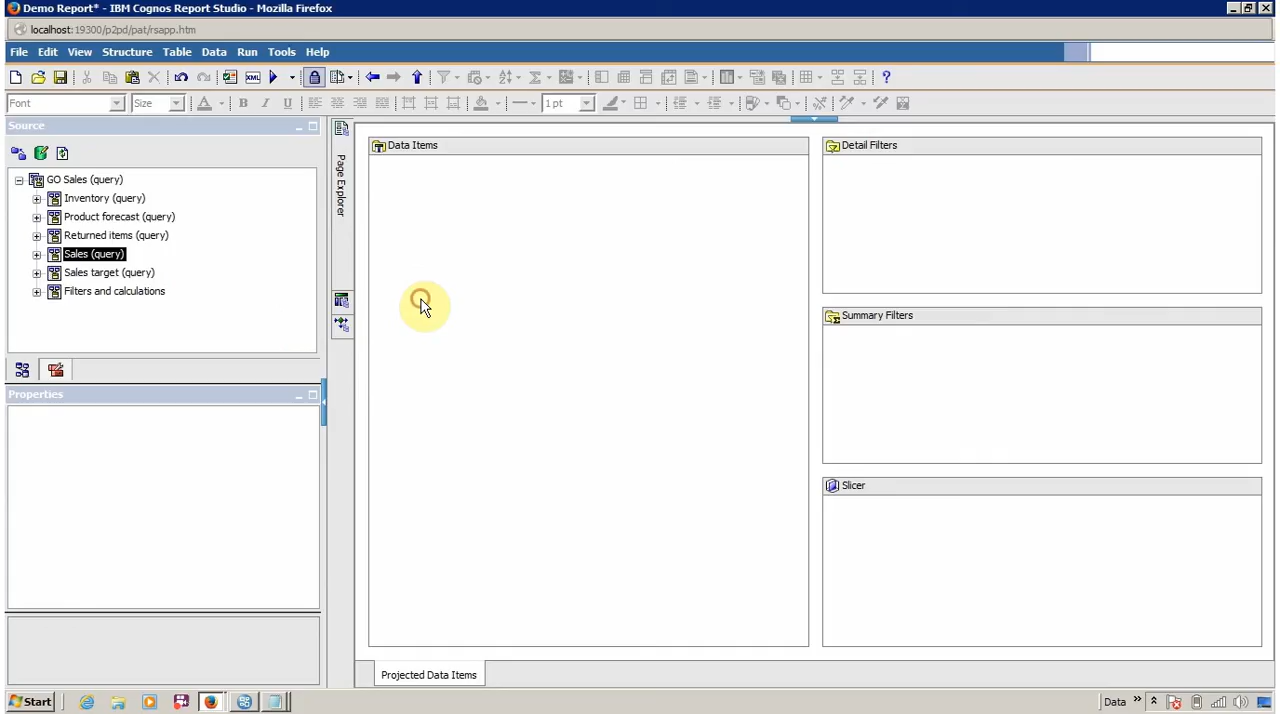 Demo Report* - IBM Cognos Report Studio - Mozilla Firefox
localhost:19300/p2pd/pat/rsapp.htm
File Edit View Structure Table Data Run Tools Help
XML
Font Size A B I U 1 pt
Source
Data Items
Detail Filters
Page Explorer
GO Sales (query)
Inventory (query)
Product forecast (query)
Returned items (query)
Sales (query)
Sales target (query)
Filters and calculations
Summary Filters
Properties
Slicer
Projected Data Items
Start
Data »